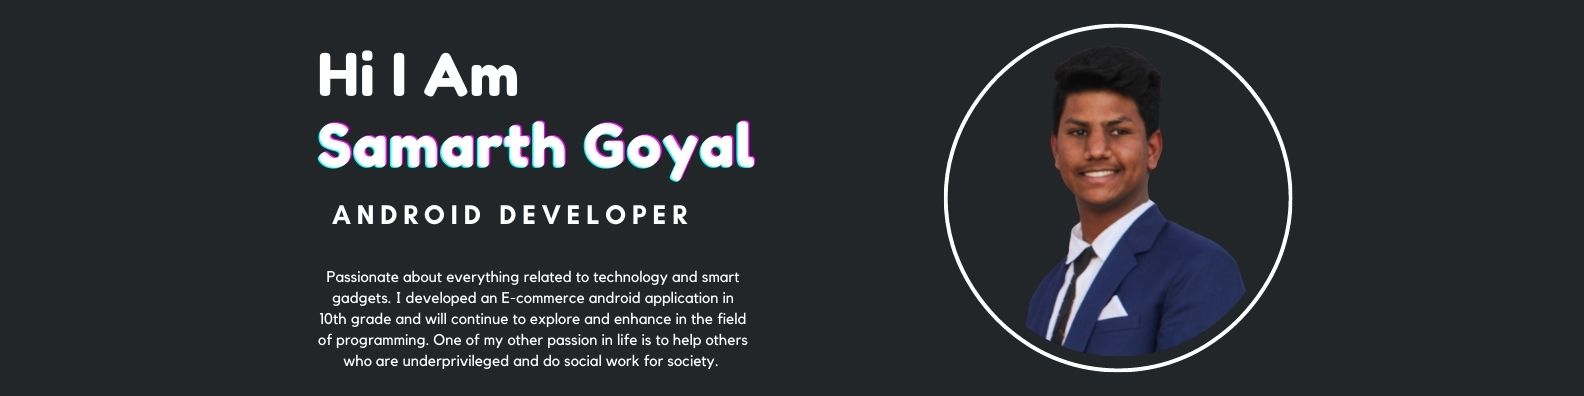 Hi I Am
Samarth Goyal
ANDROID DEVELOPER
Passionate about everything related to technology and smart
gadgets. I developed an E-commerce android application in
10th grade and will continue to explore and enhance in the field
of programming. One of my other passion in life is to help others
who are underprivileged and do social work for society.